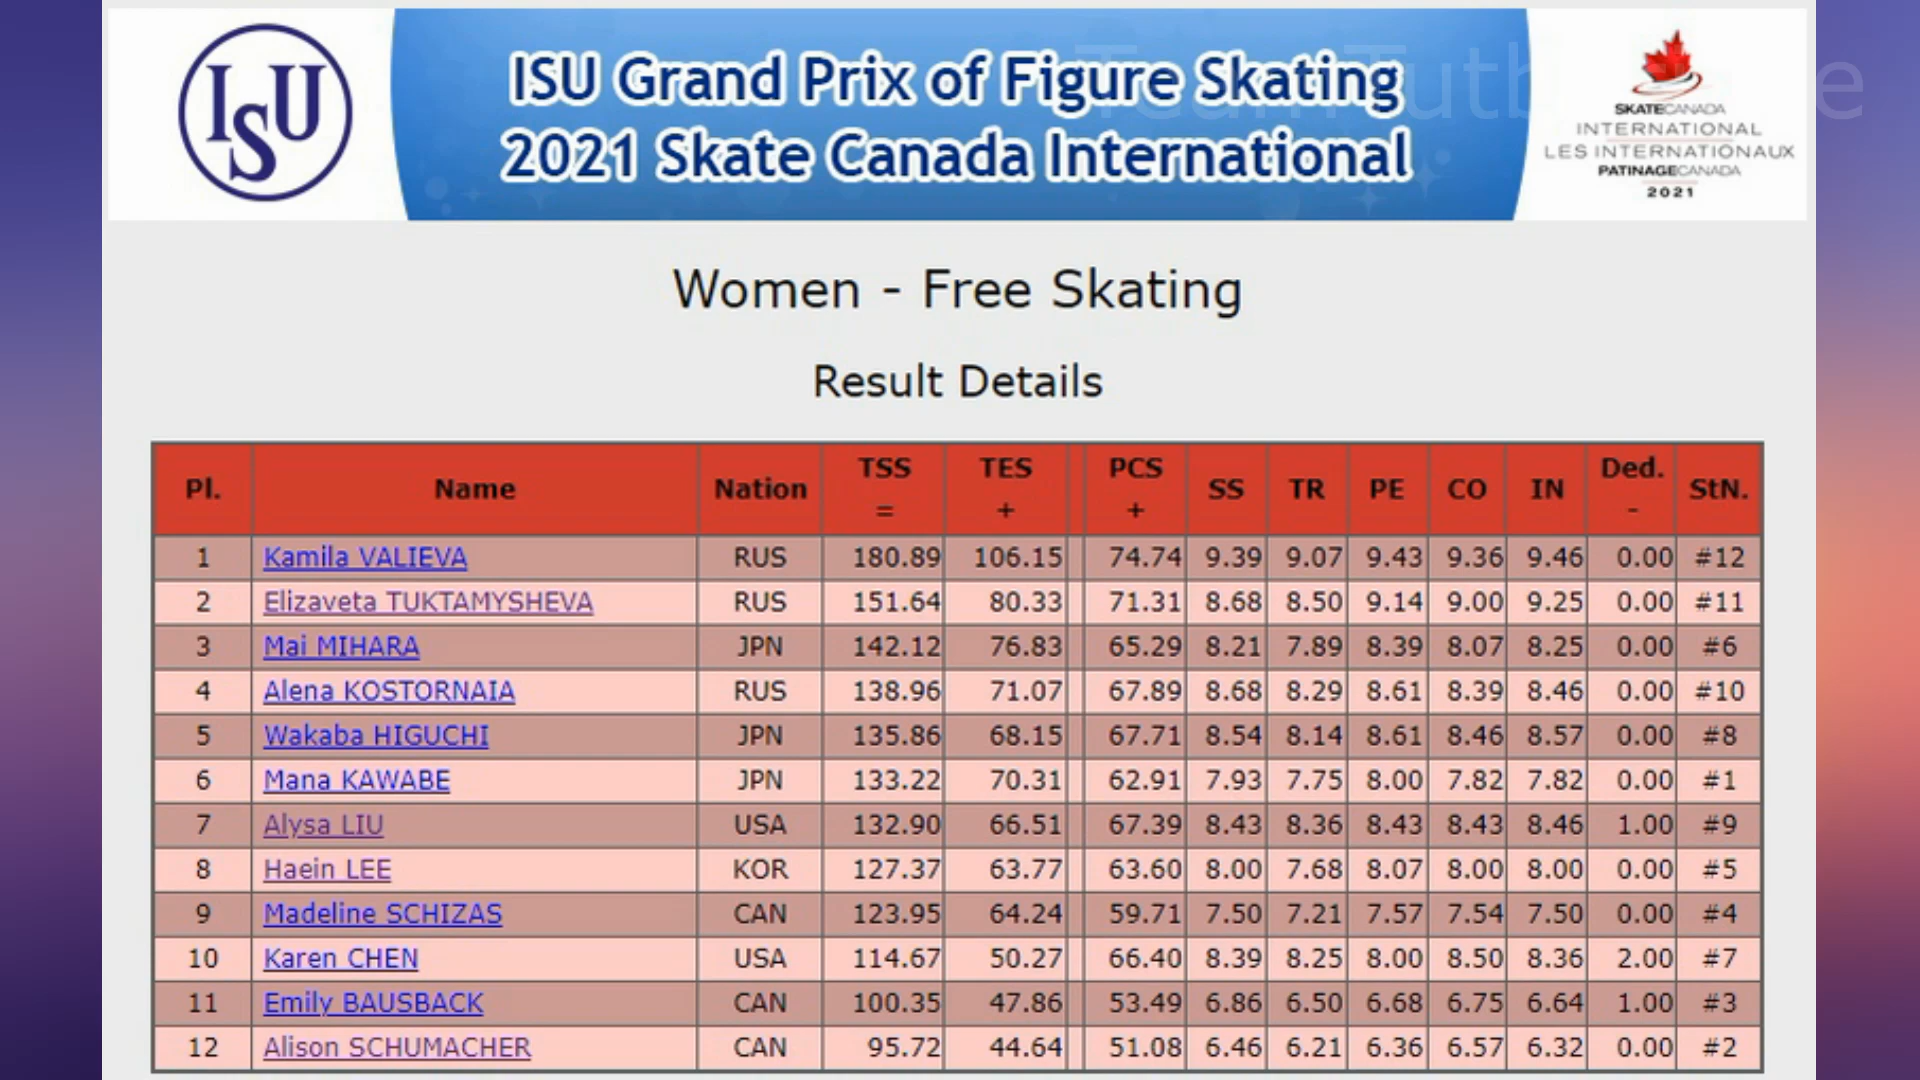 ISU
ISU Grand Prix of Figure Skating
2021 Skate Canada International
SKATECANADA
INTERNATIONAL
LES INTERNATIONAUX
PATINAGECANADA
2021
Women - Free Skating
Result Details
Pl. Name Nation TSS = TES + PCS + SS TR PE CO IN Ded. - StN.
1 Kamila VALIEVA RUS 180.89 106.15 74.74 9.39 9.07 9.43 9.36 9.46 0.00 #12
2 Elizaveta TUKTAMYSHEVA RUS 151.64 80.33 71.31 8.68 8.50 9.14 9.00 9.25 0.00 #11
3 Mai MIHARA JPN 142.12 76.83 65.29 8.21 7.89 8.39 8.07 8.25 0.00 #6
4 Alena KOSTORNAIA RUS 138.96 71.07 67.89 8.68 8.29 8.61 8.39 8.46 0.00 #10
5 Wakaba HIGUCHI JPN 135.86 68.15 67.71 8.54 8.14 8.61 8.46 8.57 0.00 #8
6 Mana KAWABE JPN 133.22 70.31 62.91 7.93 7.75 8.00 7.82 7.82 0.00 #1
7 Alysa LIU USA 132.90 66.51 67.39 8.43 8.36 8.43 8.43 8.46 1.00 #9
8 Haein LEE KOR 127.37 63.77 63.60 8.00 7.68 8.07 8.00 8.00 0.00 #5
9 Madeline SCHIZAS CAN 123.95 64.24 59.71 7.50 7.21 7.57 7.54 7.50 0.00 #4
10 Karen CHEN USA 114.67 50.27 66.40 8.39 8.25 8.00 8.50 8.36 2.00 #7
11 Emily BAUSBACK CAN 100.35 47.86 53.49 6.86 6.50 6.68 6.75 6.64 1.00 #3
12 Alison SCHUMACHER CAN 95.72 44.64 51.08 6.46 6.21 6.36 6.57 6.32 0.00 #2